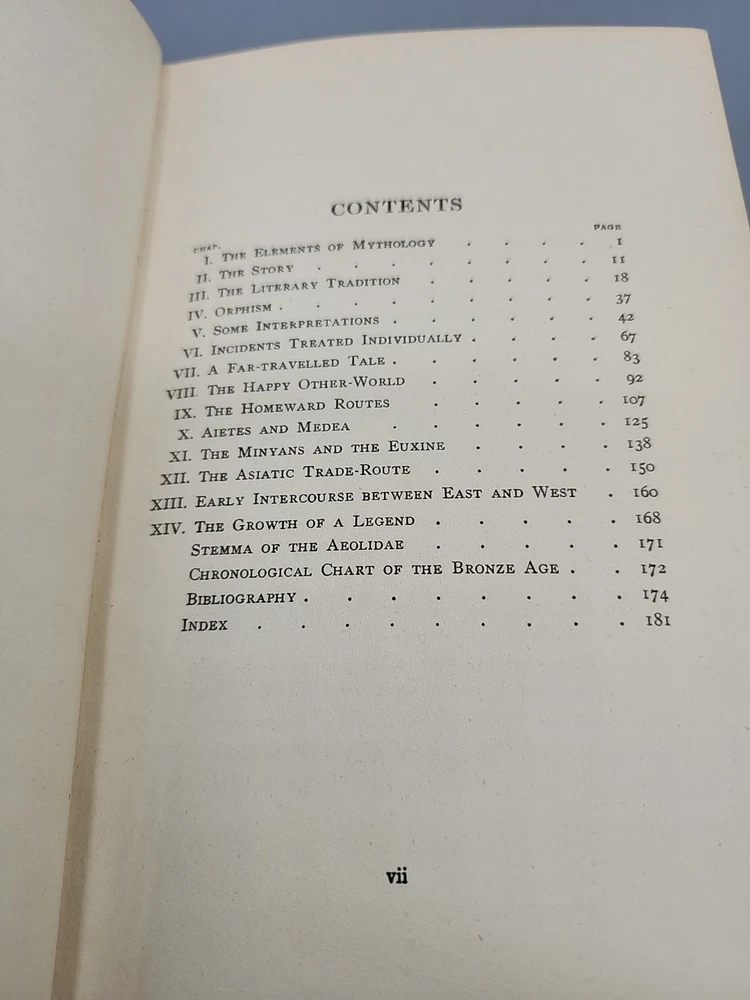 CONTENTS
CHAP. PAGE
I. THE ELEMENTS OF MYTHOLOGY . . . . 1
II. THE STORY . . . . . . . 11
III. THE LITERARY TRADITION . . . . . 18
IV. ORPHISM . . . . . . . . 37
V. SOME INTERPRETATIONS . . . . . . 42
VI. INCIDENTS TREATED INDIVIDUALLY . . . . 67
VII. A FAR-TRAVELLED TALE . . . . . . 83
VIII. THE HAPPY OTHER-WORLD . . . . . 92
IX. THE HOMEWARD ROUTES . . . . . 107
X. AIETES AND MEDEA . . . . . . 125
XI. THE MINYANS AND THE EUXINE . . . . 138
XII. THE ASIATIC TRADE-ROUTE . . . . . 150
XIII. EARLY INTERCOURSE BETWEEN EAST AND WEST . 160
XIV. THE GROWTH OF A LEGEND . . . . . 168
STEMMA OF THE AEOLIDAE . . . . . 171
CHRONOLOGICAL CHART OF THE BRONZE AGE . . 172
BIBLIOGRAPHY . . . . . . . . 174
INDEX . . . . . . . . . 181
vii